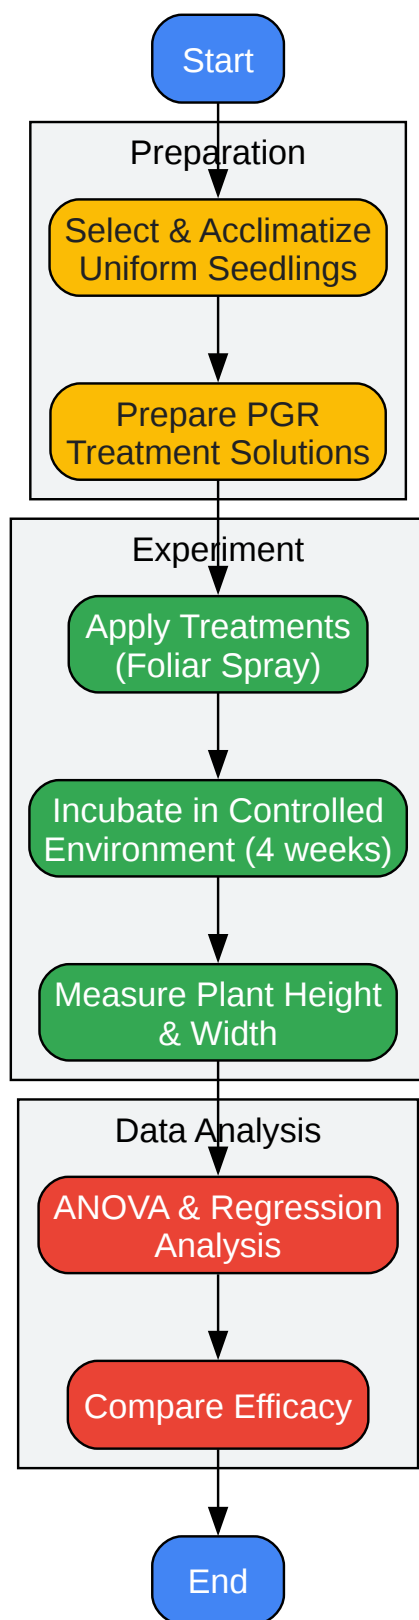 Start
Preparation
Select & Acclimatize
Uniform Seedlings
Prepare PGR
Treatment Solutions
Experiment
Apply Treatments
(Foliar Spray)
Incubate in Controlled
Environment (4 weeks)
Measure Plant Height
& Width
Data Analysis
ANOVA & Regression
Analysis
Compare Efficacy
End